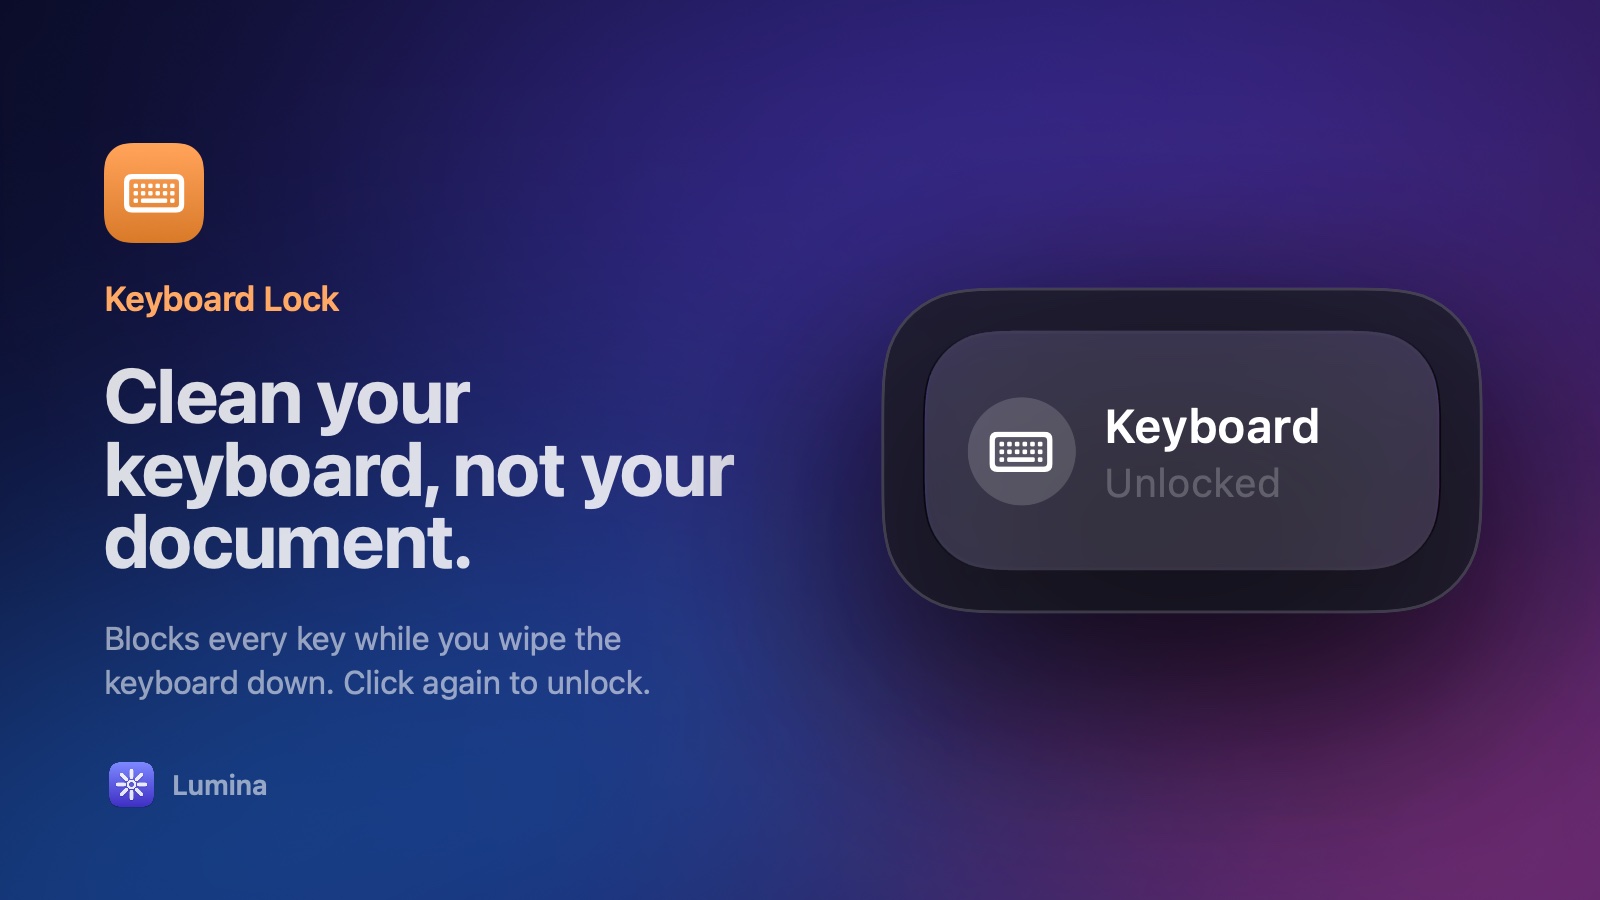 Keyboard Lock
Clean your
keyboard, not your
document.
Blocks every key while you wipe the
keyboard down. Click again to unlock.
Lumina
Keyboard
Unlocked